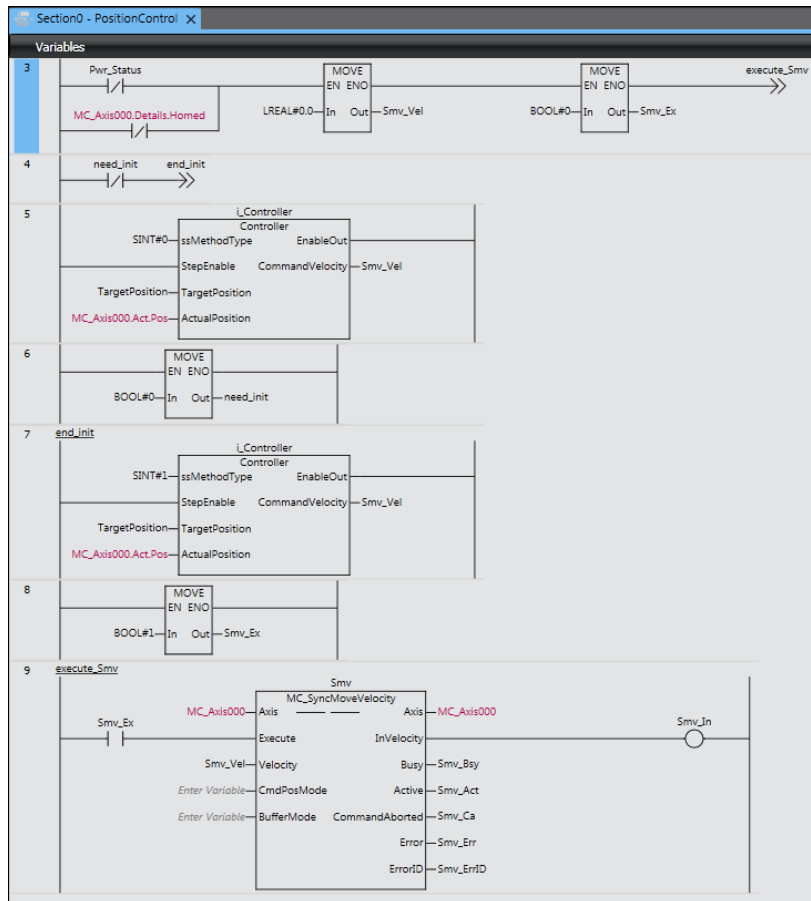 Section0 - PositionControl
Variables
3
Pwr_Status
MC_Axis000.Details.Homed
MOVE
EN ENO
LREAL#0.0 In Out Smv_Vel
MOVE
EN ENO
BOOL#0 In Out Smv_Ex
execute_Smv
4
need_init end_init
5
i_Controller
Controller
SINT#0 ssMethodType EnableOut
StepEnable CommandVelocity Smv_Vel
TargetPosition TargetPosition
MC_Axis000.Act.Pos ActualPosition
6
MOVE
EN ENO
BOOL#0 In Out need_init
7 end_init
i_Controller
Controller
SINT#1 ssMethodType EnableOut
StepEnable CommandVelocity Smv_Vel
TargetPosition TargetPosition
MC_Axis000.Act.Pos ActualPosition
8
MOVE
EN ENO
BOOL#1 In Out Smv_Ex
9 execute_Smv
Smv
MC_SyncMoveVelocity
MC_Axis000 Axis Axis MC_Axis000
Smv_Ex Execute InVelocity Smv_In
Smv_Vel Velocity Busy Smv_Bsy
Enter Variable CmdPosMode Active Smv_Act
Enter Variable BufferMode CommandAborted Smv_Ca
Error Smv_Err
ErrorID Smv_ErrID